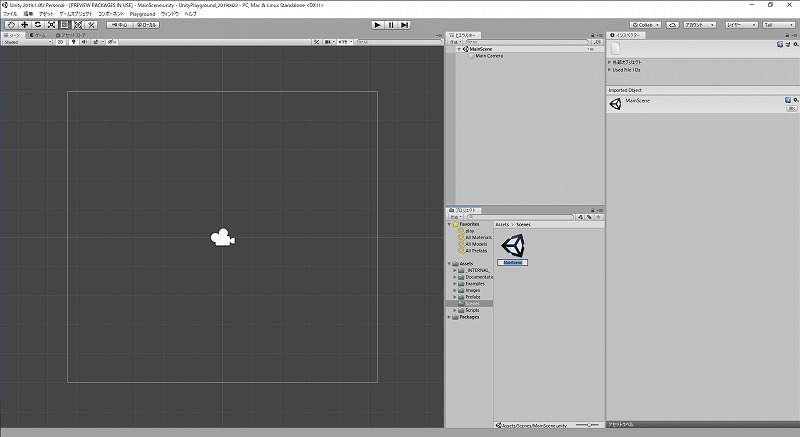 Unity 2019.1.0f2 Personal - [PREVIEW PACKAGES IN USE] - MainScene.unity - UnityPlayground_20190422 - PC, Mac & Linux Standalone <DX11>
ファイル 編集 アセット ゲームオブジェクト コンポーネント Playground ウィンドウ ヘルプ
中心 ローカル Collab アカウント レイヤー Tall
シーン ゲーム アセットストア
Shaded 2D ギズモ
ヒエラルキー
作成 All
MainScene
Main Camera
プロジェクト
作成
Favorites
play
All Materials
All Models
All Prefabs
Assets
_INTERNAL_
Documentatio
Examples
Images
Prefabs
Scenes
Scripts
Packages
Assets > Scenes
MainScene
Assets/Scenes/MainScene.unity
インスペクター
外部オブジェクト
Used File IDs
Imported Object
MainScene
開く
アセットラベル